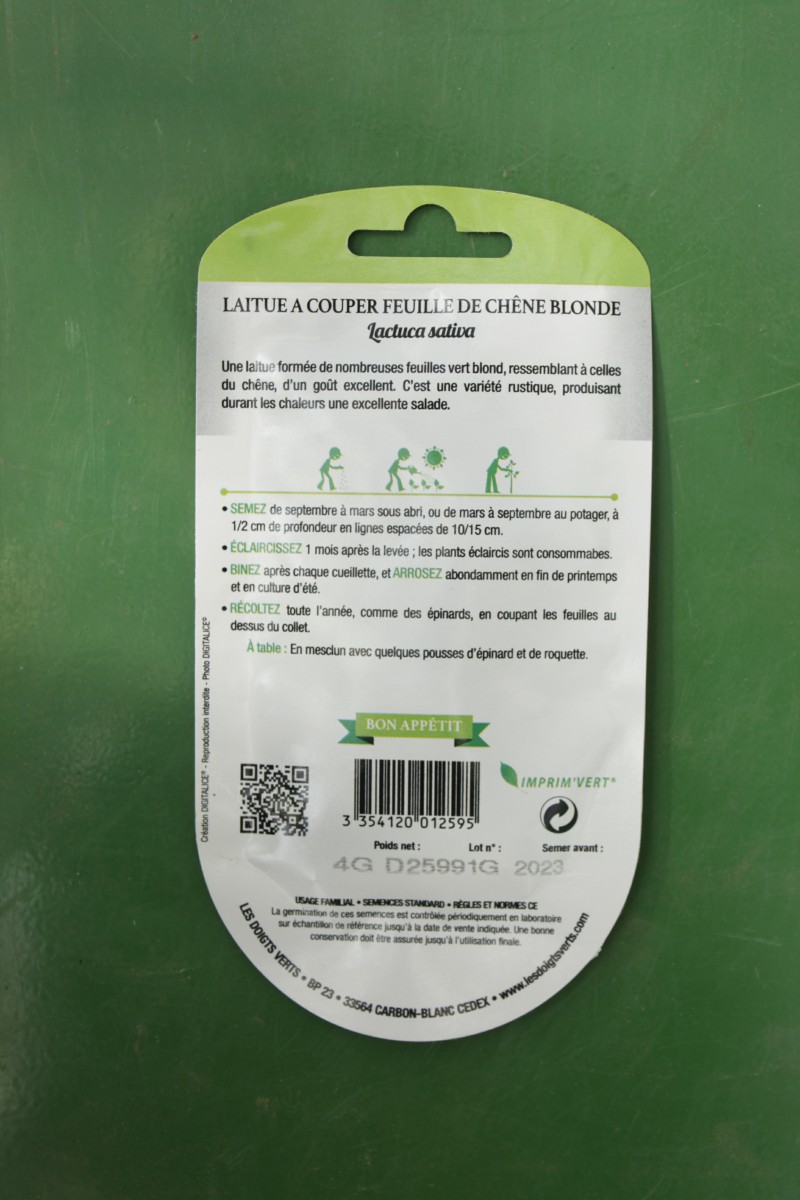 LAITUE A COUPER FEUILLE DE CHÊNE BLONDE
Lactuca sativa
Une laitue formée de nombreuses feuilles vert blond, ressemblant à celles
du chêne, d'un goût excellent. C'est une variété rustique, produisant
durant les chaleurs une excellente salade.
• SEMEZ de septembre à mars sous abri, ou de mars à septembre au potager, à
1/2 cm de profondeur en lignes espacées de 10/15 cm.
• ÉCLAIRCISSEZ 1 mois après la levée ; les plants éclaircis sont consommabes.
• BINEZ après chaque cueillette, et ARROSEZ abondamment en fin de printemps
et en culture d'été.
• RÉCOLTEZ toute l'année, comme des épinards, en coupant les feuilles au
dessus du collet.
À table : En mesclun avec quelques pousses d'épinard et de roquette.
Création DIGITALICE® - Reproduction interdite - Photo DIGITALICE®
BON APPÉTIT
IMPRIM'VERT®
3 354120 012595
Poids net : Lot n° : Semer avant :
4G D25991G 2023
USAGE FAMILIAL • SEMENCES STANDARD • RÈGLES ET NORMES CE
La germination de ces semences est contrôlée périodiquement en laboratoire
sur échantillon de référence jusqu'à la date de vente indiquée. Une bonne
conservation doit être assurée jusqu'à l'utilisation finale.
LES DOIGTS VERTS • BP 23 • 33564 CARBON-BLANC CEDEX • www.lesdoigtsverts.com